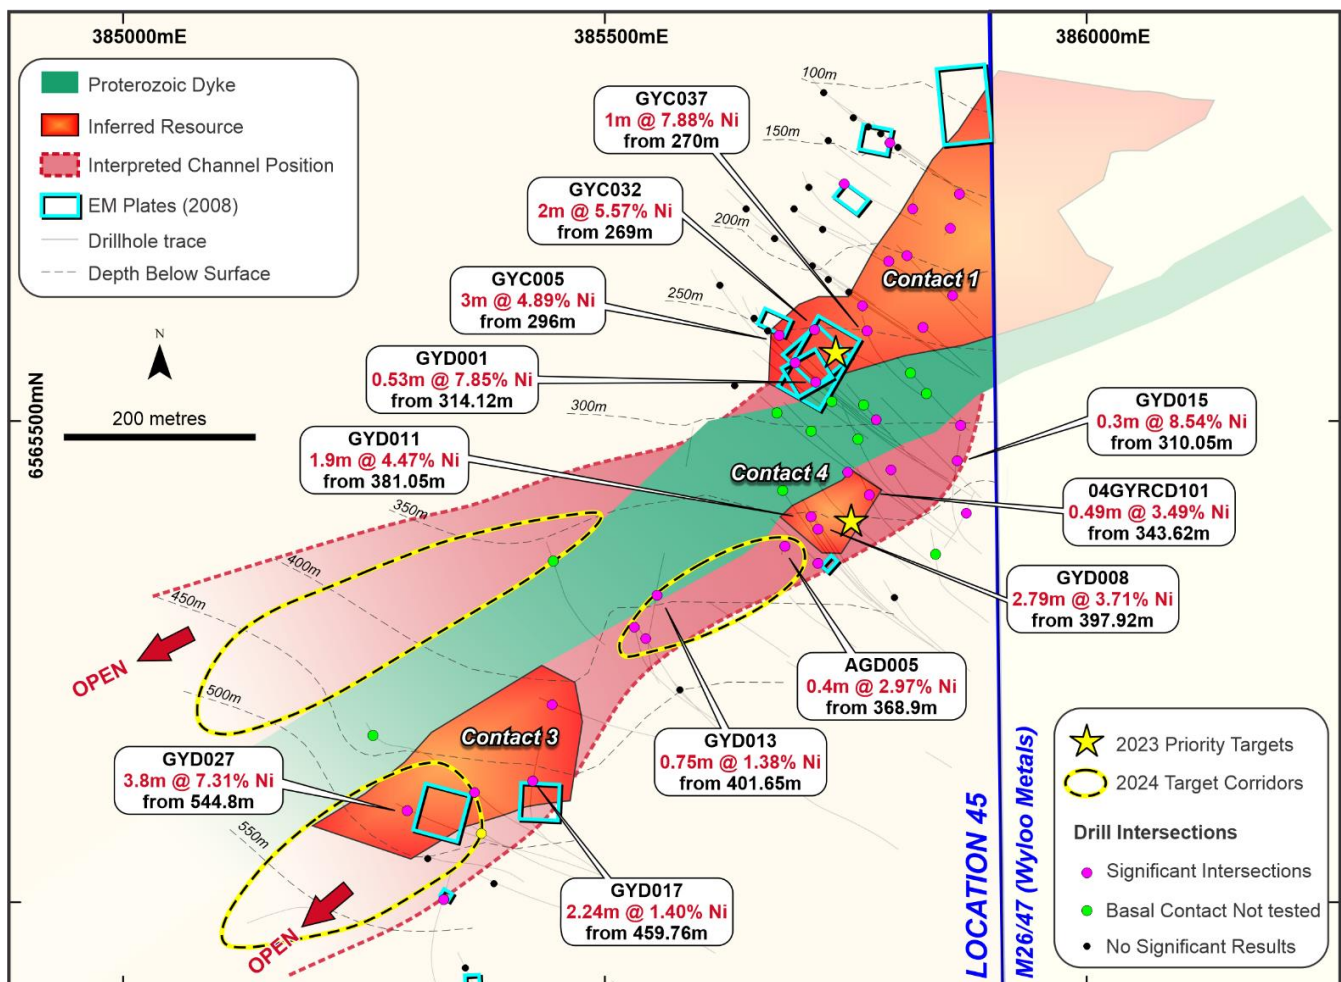 385000mE
385500mE
386000mE
Proterozoic Dyke
Inferred Resource
Interpreted Channel Position
EM Plates (2008)
Drillhole trace
Depth Below Surface
N
200 metres
6565500mN
100m
150m
200m
250m
300m
350m
400m
450m
500m
550m
GYC037
1m @ 7.88% Ni
from 270m
GYC032
2m @ 5.57% Ni
from 269m
GYC005
3m @ 4.89% Ni
from 296m
GYD001
0.53m @ 7.85% Ni
from 314.12m
GYD011
1.9m @ 4.47% Ni
from 381.05m
Contact 1
Contact 4
Contact 3
GYD015
0.3m @ 8.54% Ni
from 310.05m
04GYRCD101
0.49m @ 3.49% Ni
from 343.62m
GYD008
2.79m @ 3.71% Ni
from 397.92m
AGD005
0.4m @ 2.97% Ni
from 368.9m
GYD013
0.75m @ 1.38% Ni
from 401.65m
GYD027
3.8m @ 7.31% Ni
from 544.8m
GYD017
2.24m @ 1.40% Ni
from 459.76m
OPEN
OPEN
LOCATION 45
M26/47 (Wyloo Metals)
2023 Priority Targets
2024 Target Corridors
Drill Intersections
Significant Intersections
Basal Contact Not tested
No Significant Results